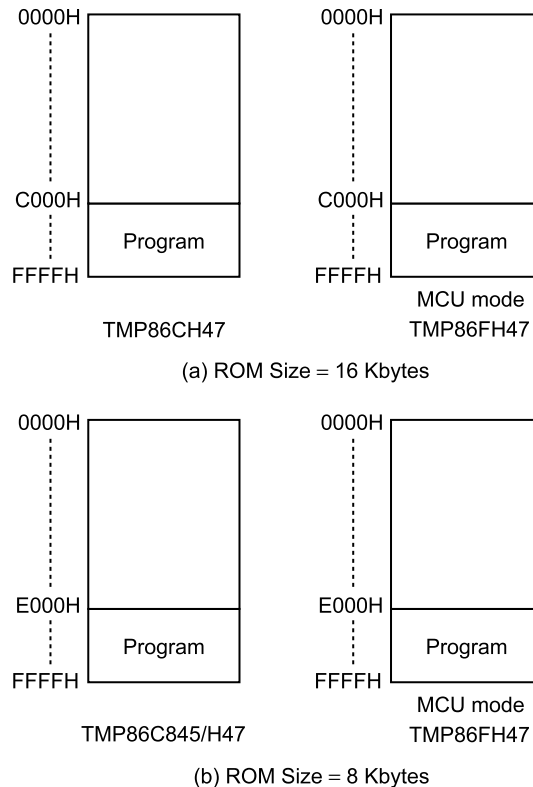 0000H 0000H
C000H C000H
Program Program
FFFFH FFFFH
MCU mode
TMP86CH47 TMP86FH47
(a) ROM Size = 16 Kbytes
0000H 0000H
E000H E000H
Program Program
FFFFH FFFFH
MCU mode
TMP86C845/H47 TMP86FH47
(b) ROM Size = 8 Kbytes